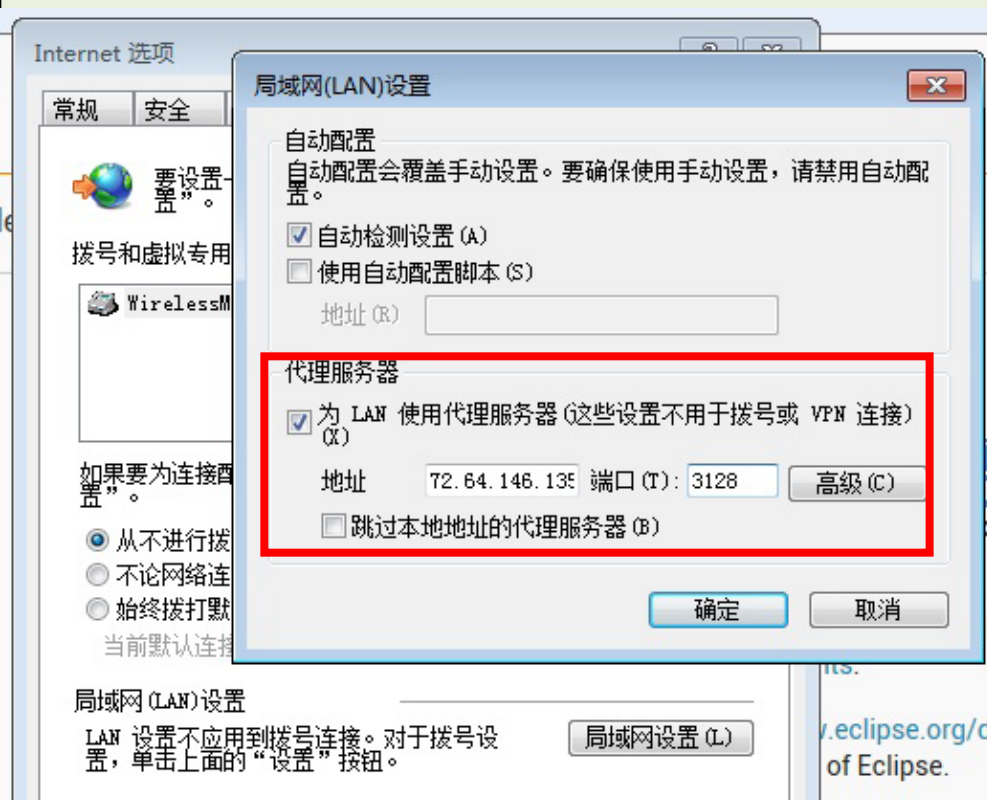 Internet 选项
局域网(LAN)设置
常规
安全
自动配置
自动配置会覆盖手动设置。要确保使用手动设置，请禁用自动配
置。
要设置一
置”。
自动检测设置(A)
拨号和虚拟专用
使用自动配置脚本(S)
WirelessM
地址(R)
代理服务器
为 LAN 使用代理服务器(这些设置不用于拨号或 VPN 连接)
(X)
如果要为连接配
置”。
地址 72.64.146.135 端口(T): 3128 高级(C)
跳过本地地址的代理服务器(B)
从不进行拨
不论网络连
始终拨打默
当前默认连接
确定 取消
局域网(LAN)设置
LAN 设置不应用到拨号连接。对于拨号设
置，单击上面的“设置”按钮。
局域网设置(L)
of Eclipse.